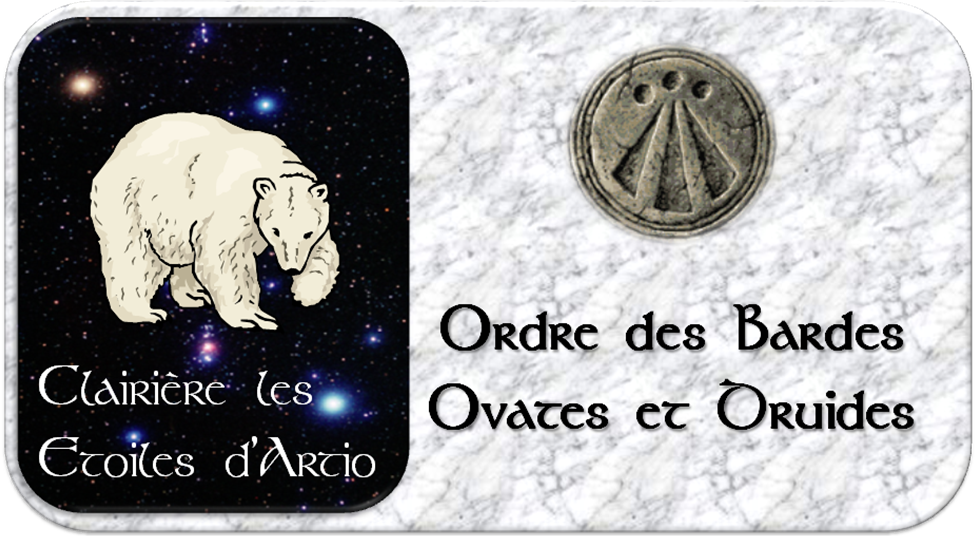 Clairière les
Etoiles d'Artio
Ordre des Bardes
Ovates et Druides